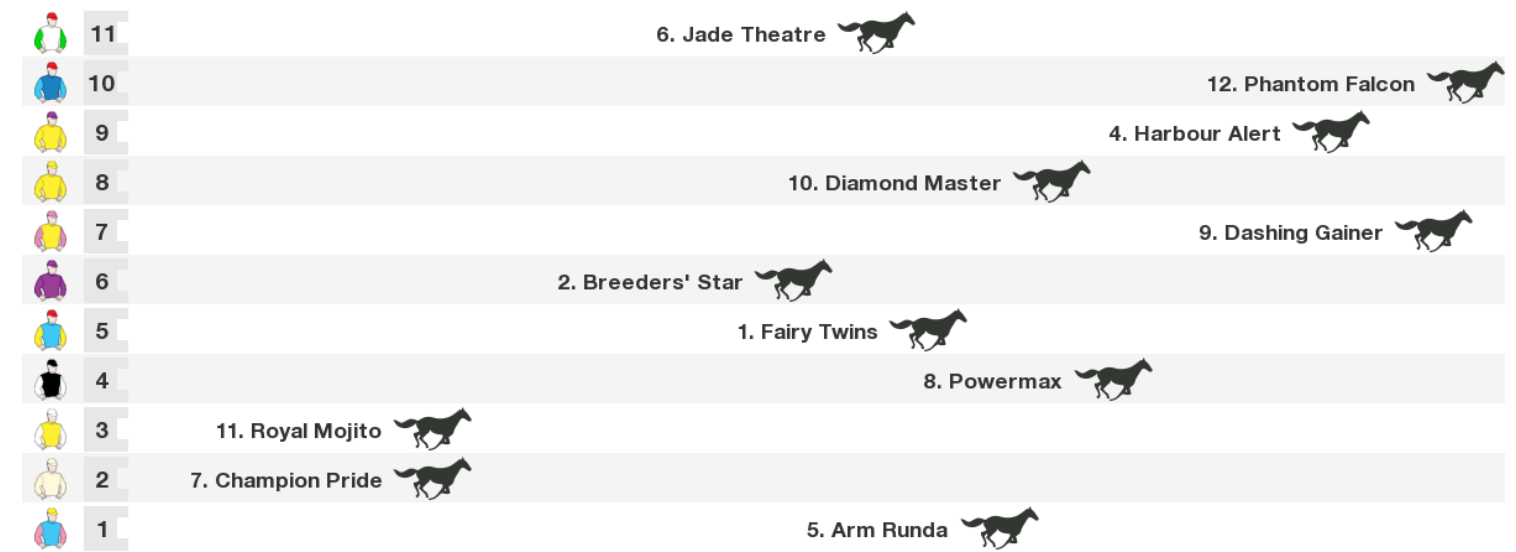 11 6. Jade Theatre
10 12. Phantom Falcon
9 4. Harbour Alert
8 10. Diamond Master
7 9. Dashing Gainer
6 2. Breeders' Star
5 1. Fairy Twins
4 8. Powermax
3 11. Royal Mojito
2 7. Champion Pride
1 5. Arm Runda